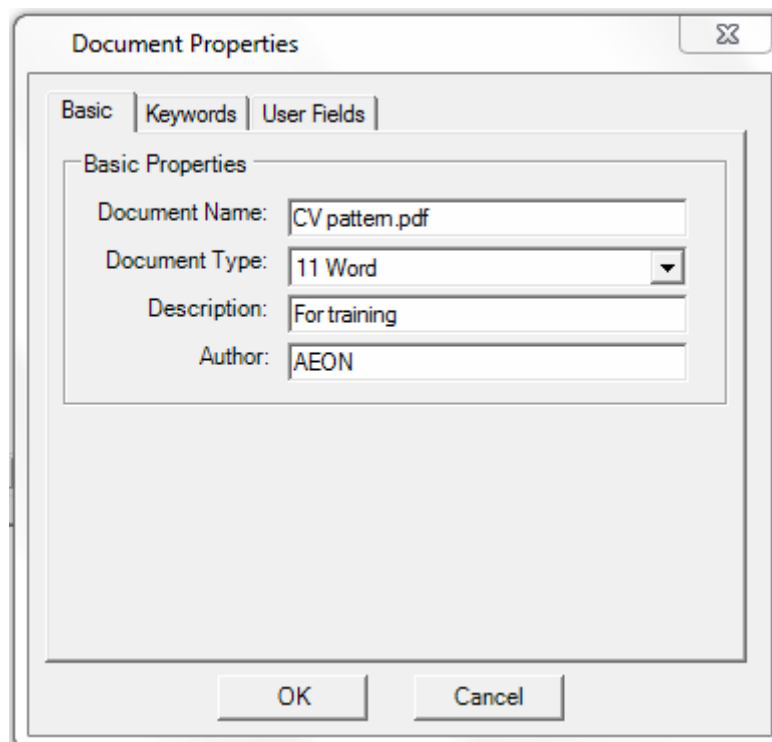 Document Properties
Basic Keywords User Fields
Basic Properties
Document Name: CV pattern.pdf
Document Type: 11 Word
Description: For training
Author: AEON
OK Cancel